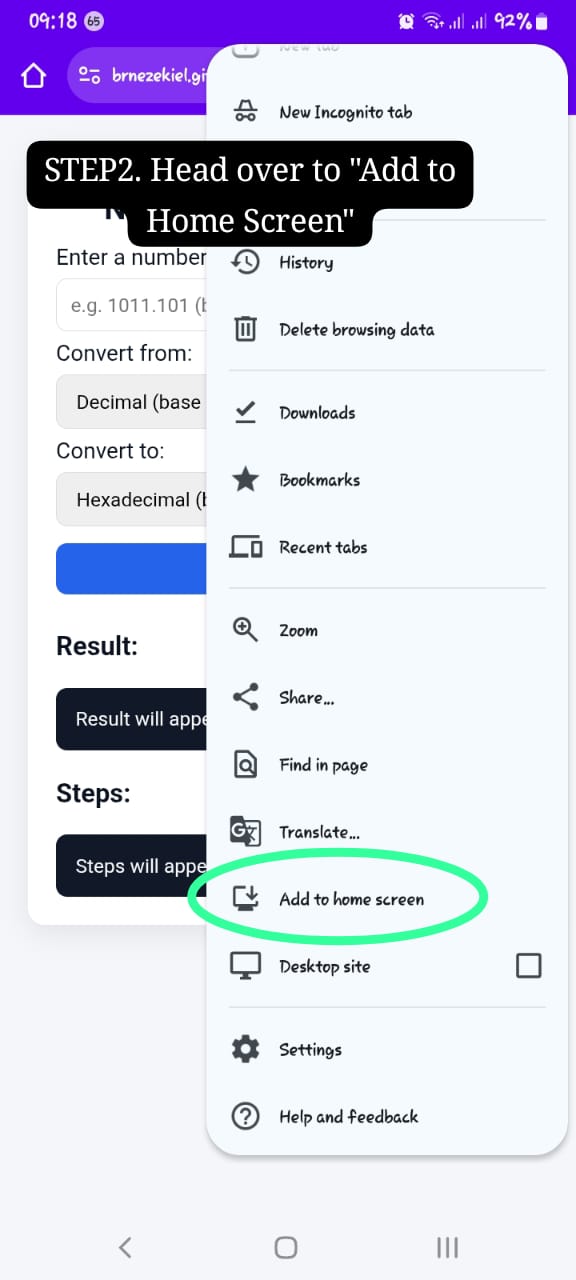 09:18 65 92%
brnezekiel.gi
New tab
New Incognito tab
STEP2. Head over to "Add to
Home Screen"
Enter a number
History
e.g. 1011.101 (b
Delete browsing data
Convert from:
Decimal (base
Downloads
Convert to:
Bookmarks
Hexadecimal (b
Recent tabs
Zoom
Result:
Share...
Result will appe
Find in page
Steps:
Translate...
Steps will appe
Add to home screen
Desktop site
Settings
Help and feedback